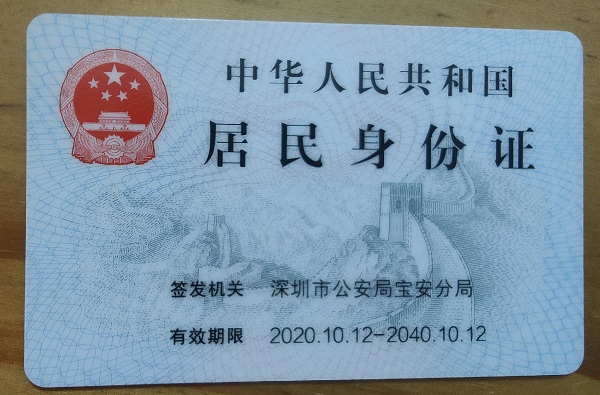 中华人民共和国
居民身份证
签发机关 深圳市公安局宝安分局
有效期限 2020.10.12-2040.10.12